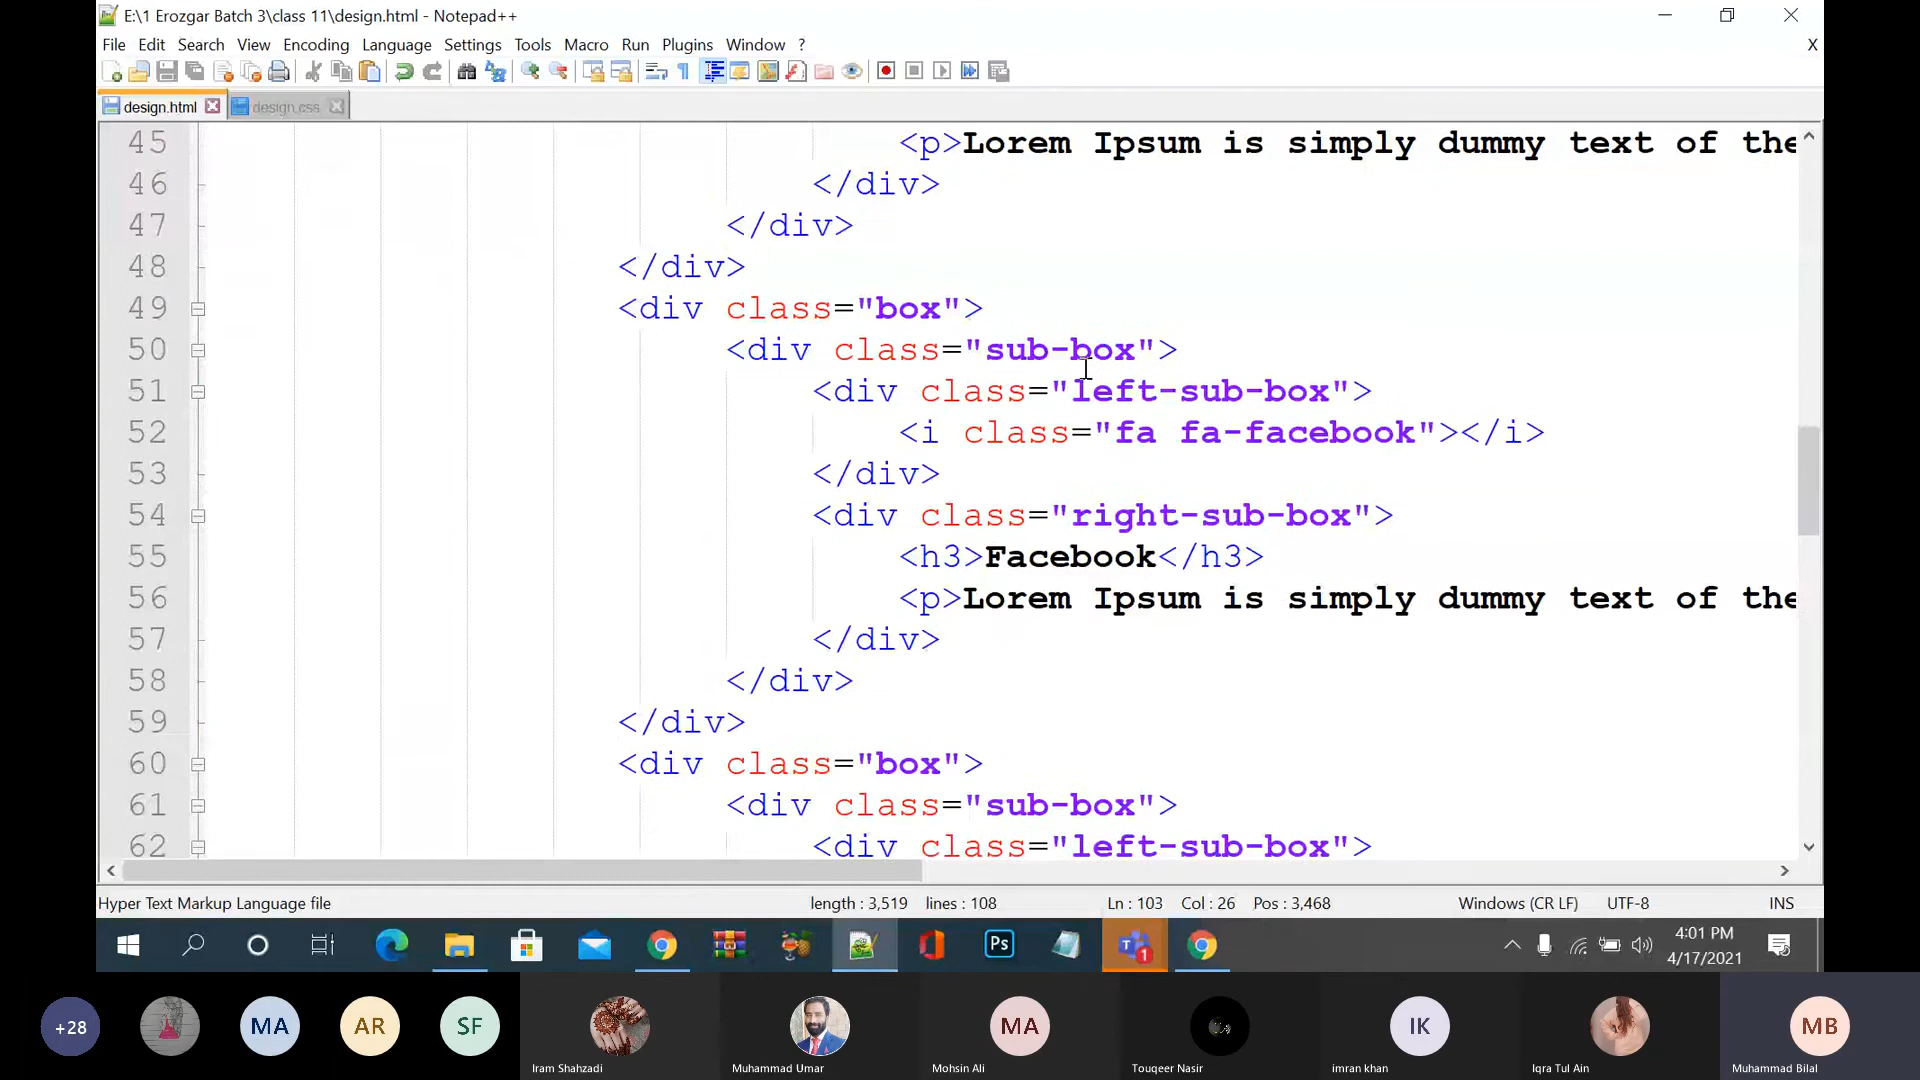 E:\1 Erozgar Batch 3\class 11\design.html - Notepad++
File Edit Search View Encoding Language Settings Tools Macro Run Plugins Window ? X
design.html design.css
45 <p>Lorem Ipsum is simply dummy text of the
46 </div>
47 </div>
48 </div>
49 <div class="box">
50 <div class="sub-box">
51 <div class="left-sub-box">
52 <i class="fa fa-facebook"></i>
53 </div>
54 <div class="right-sub-box">
55 <h3>Facebook</h3>
56 <p>Lorem Ipsum is simply dummy text of the
57 </div>
58 </div>
59 </div>
60 <div class="box">
61 <div class="sub-box">
62 <div class="left-sub-box">
Hyper Text Markup Language file length : 3,519 lines : 108 Ln : 103 Col : 26 Pos : 3,468 Windows (CR LF) UTF-8 INS
Ps 1 4:01 PM
4/17/2021
+28 MA AR SF MA IK MB
Iram Shahzadi Muhammad Umar Mohsin Ali Touqeer Nasir imran khan Iqra Tul Ain Muhammad Bilal